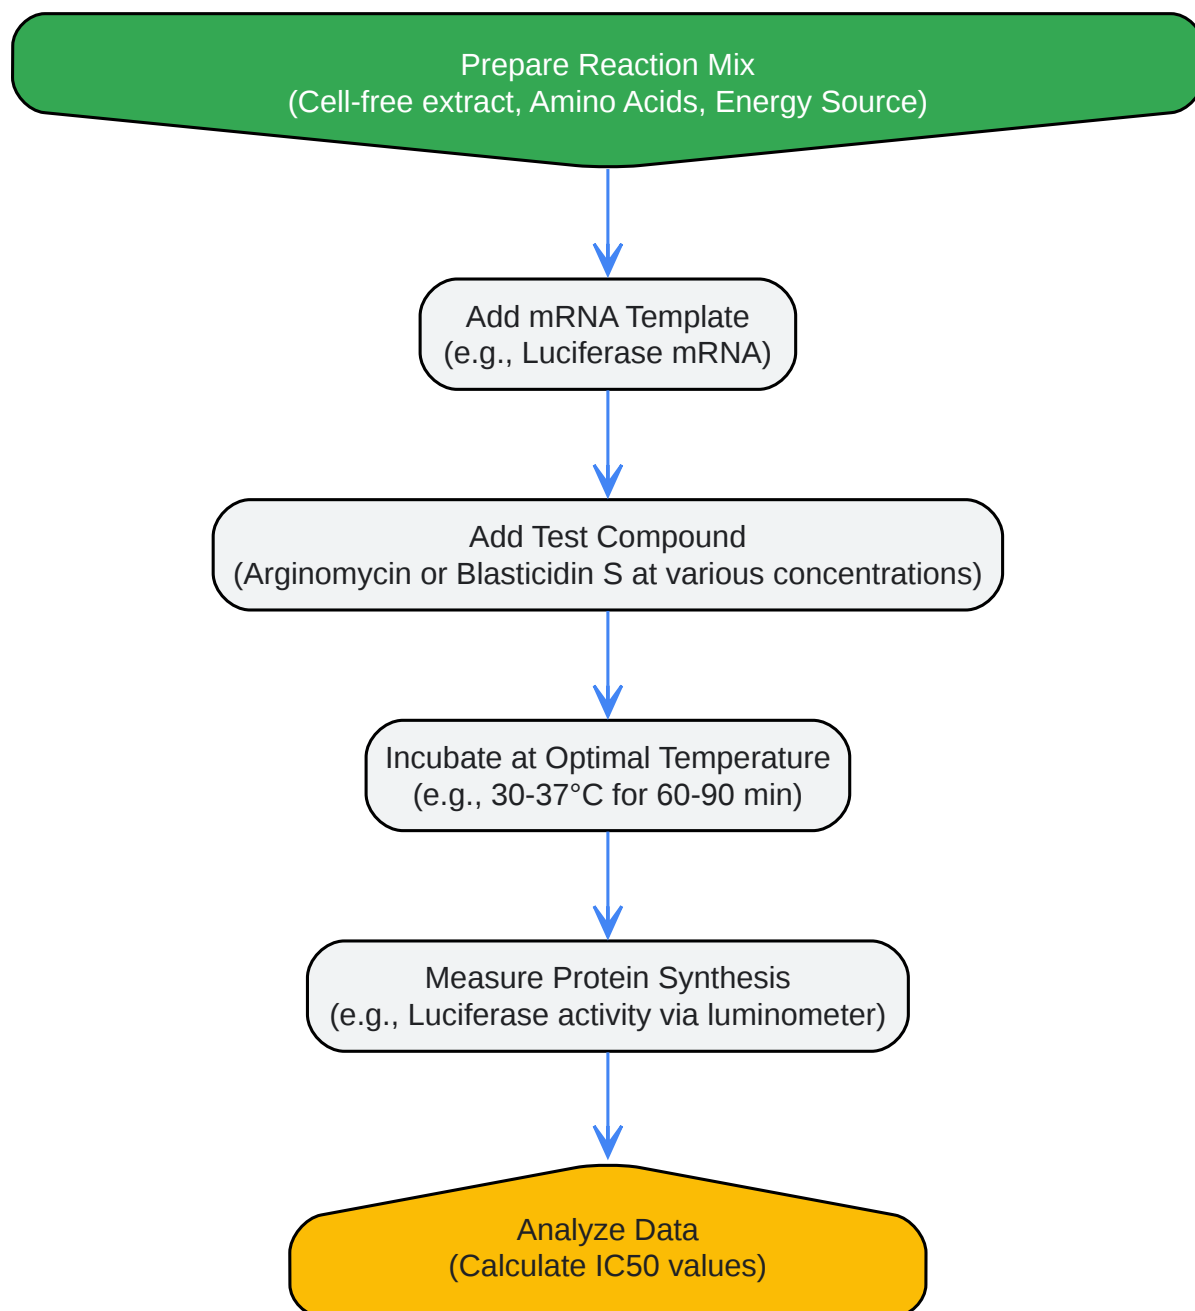 Prepare Reaction Mix
(Cell-free extract, Amino Acids, Energy Source)
Add mRNA Template
(e.g., Luciferase mRNA)
Add Test Compound
(Arginomycin or Blasticidin S at various concentrations)
Incubate at Optimal Temperature
(e.g., 30-37°C for 60-90 min)
Measure Protein Synthesis
(e.g., Luciferase activity via luminometer)
Analyze Data
(Calculate IC50 values)